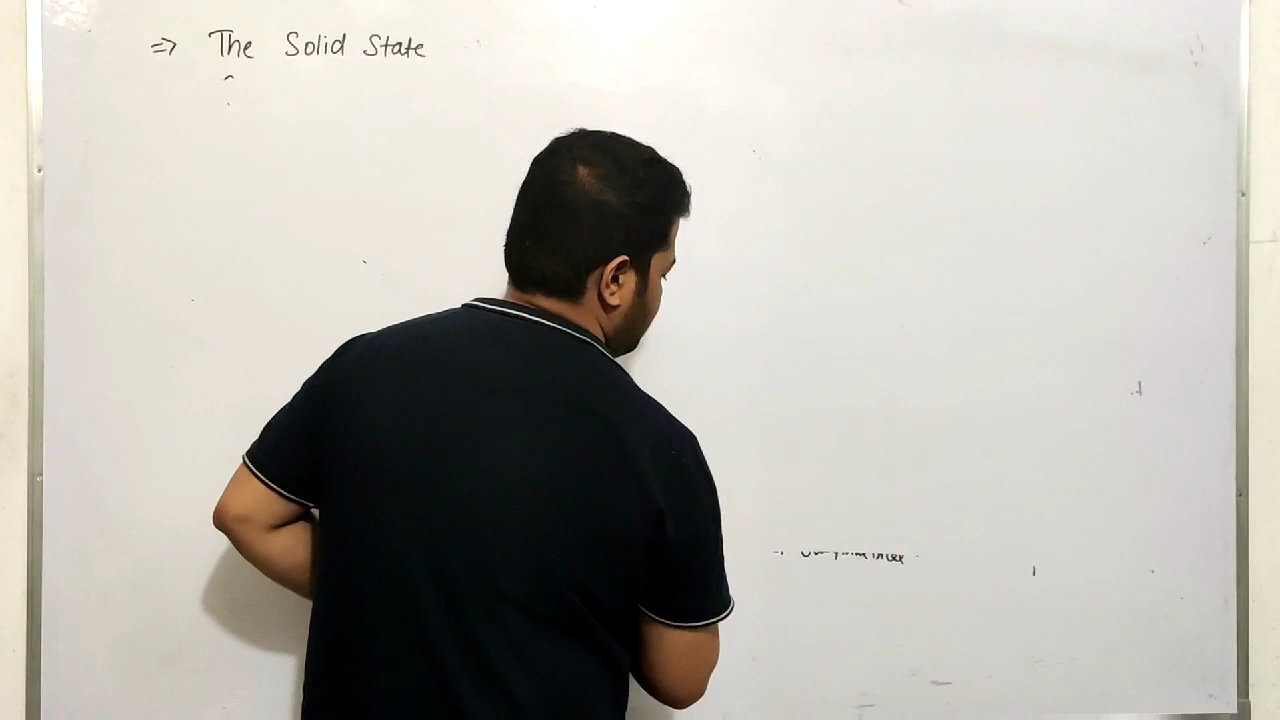 ⇒ The Solid State